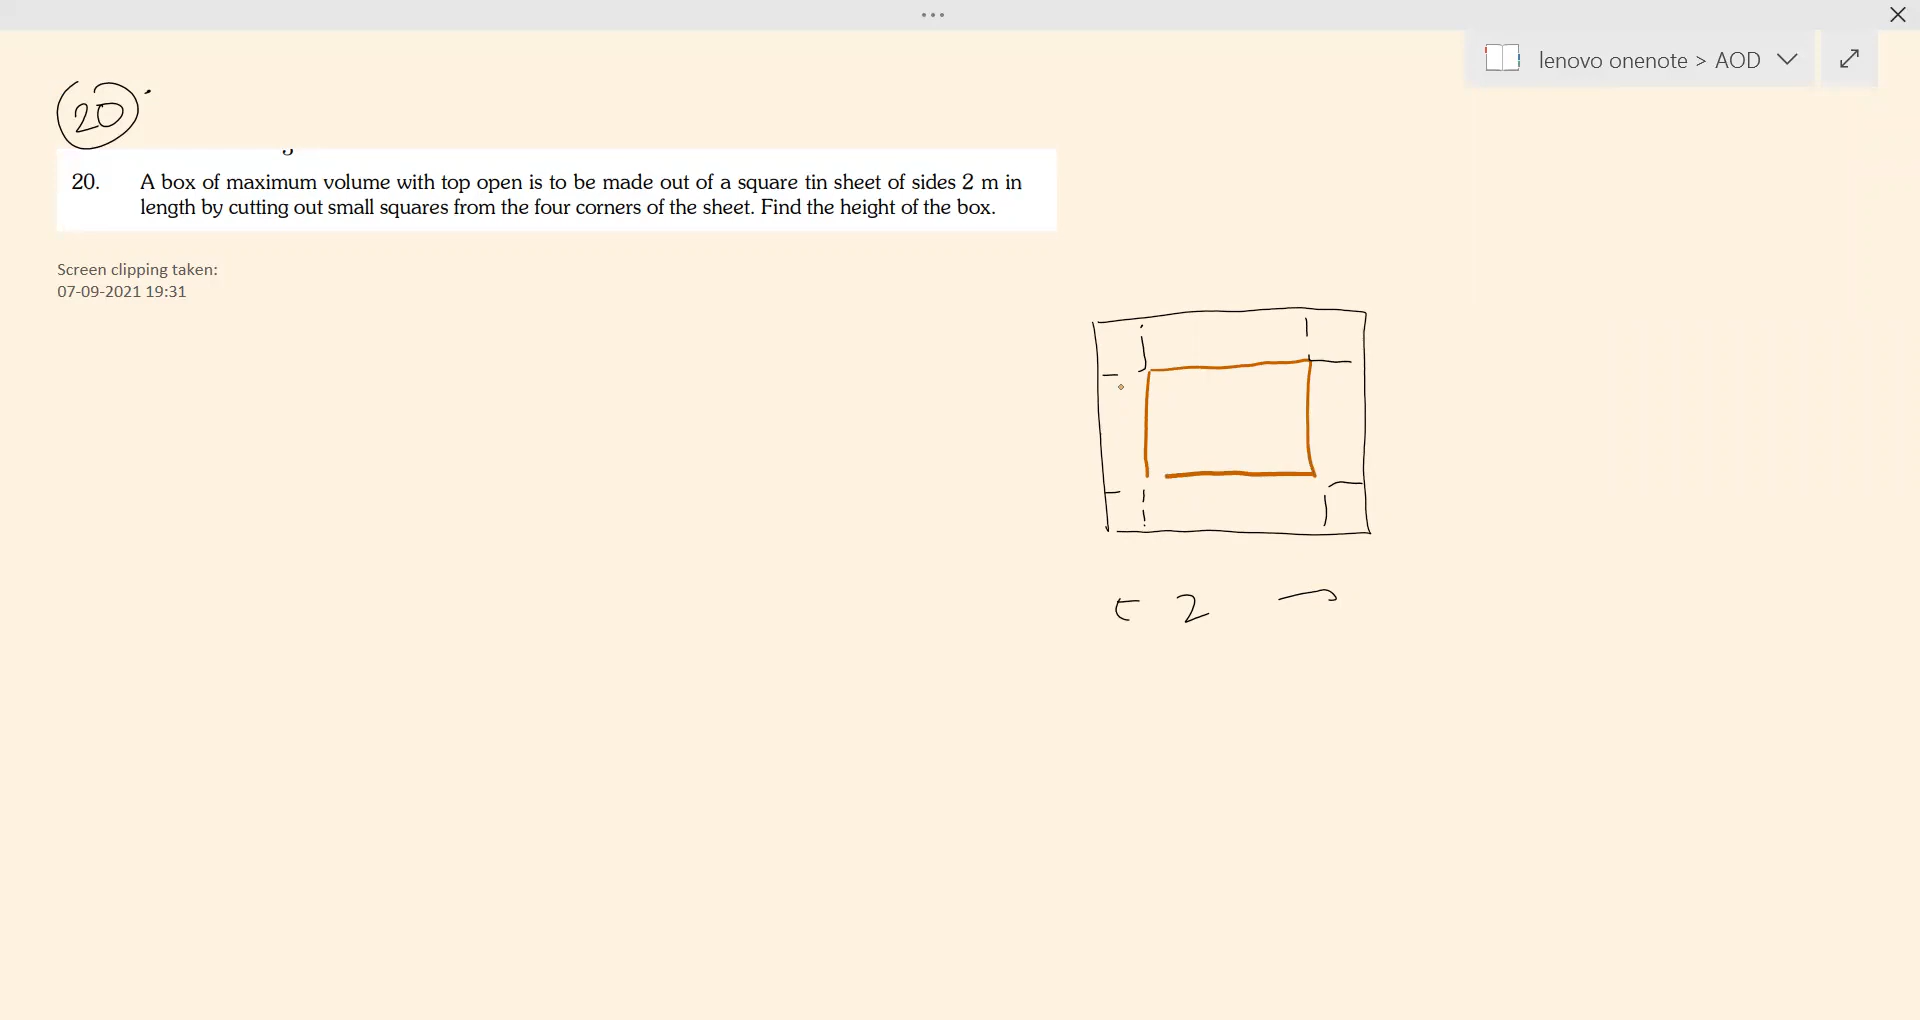 lenovo onenote > AOD
20
20. A box of maximum volume with top open is to be made out of a square tin sheet of sides 2 m in
length by cutting out small squares from the four corners of the sheet. Find the height of the box.
Screen clipping taken:
07-09-2021 19:31
2